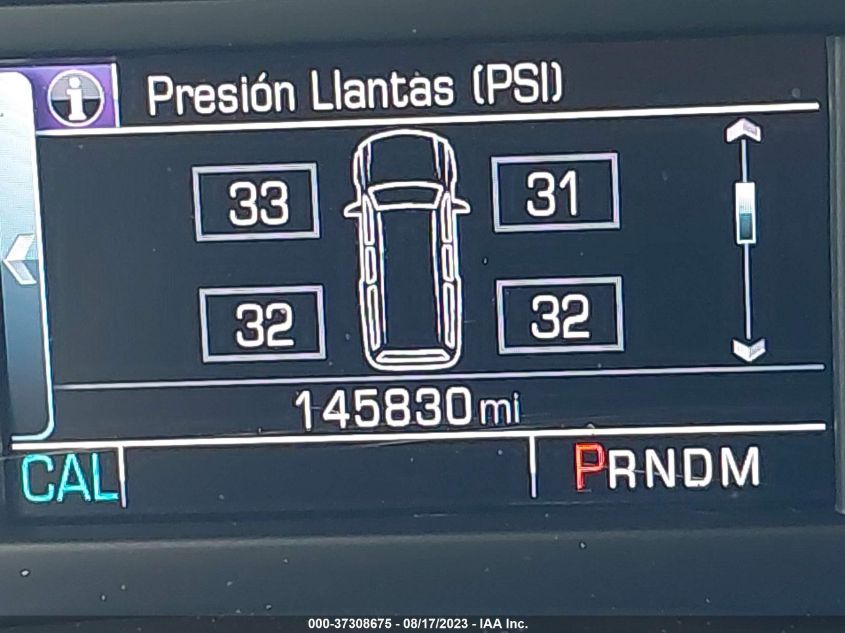 Presión Llantas (PSI)
33 31
32 32
145830 mi
CAL PRNDM
000-37308675 - 08/17/2023 - IAA Inc.